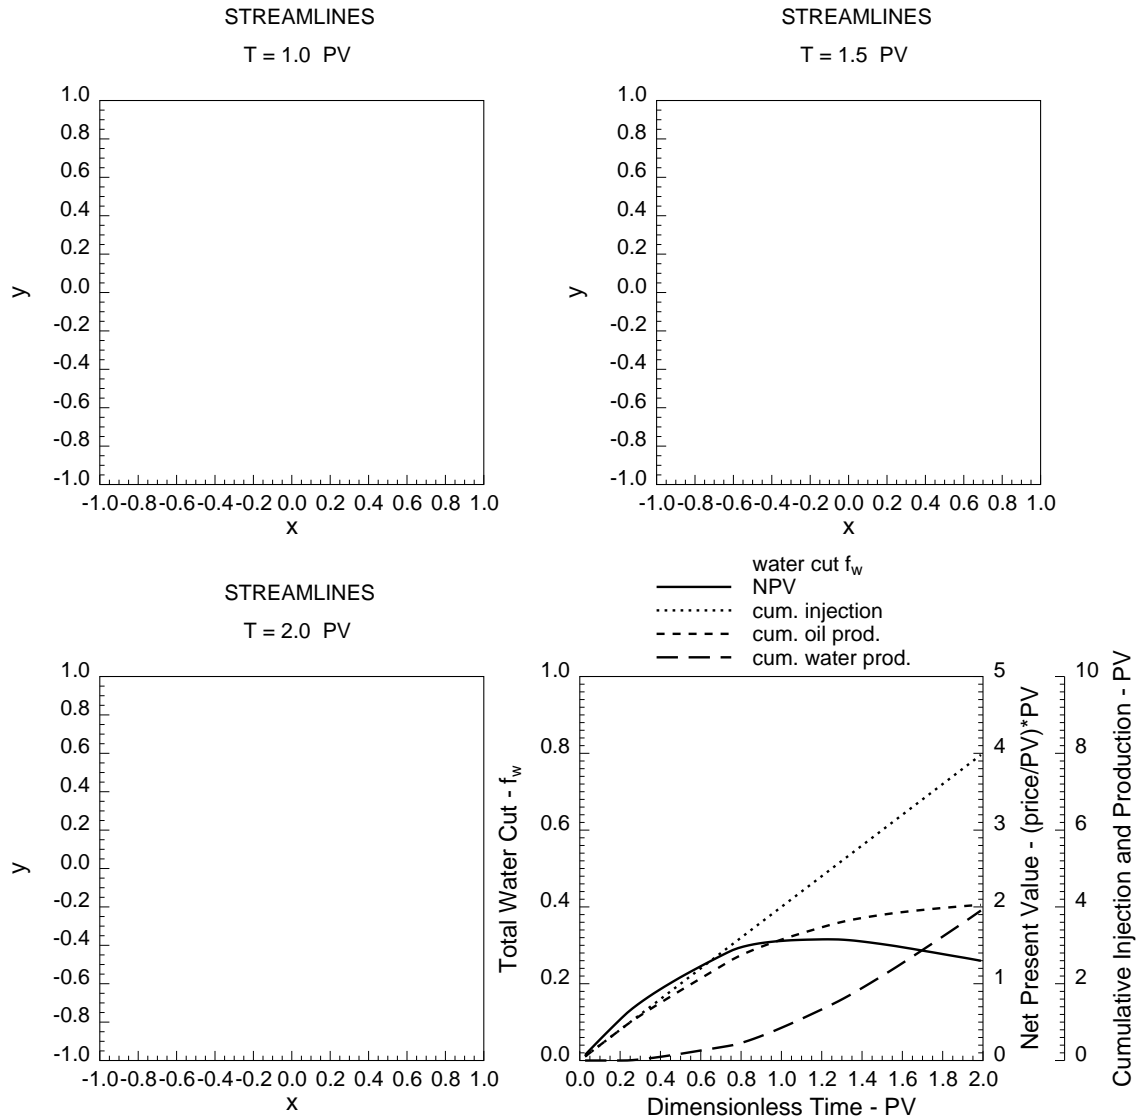 STREAMLINES
T = 1.0 PV
1.0
0.8
0.6
0.4
0.2
0.0
-0.2
-0.4
-0.6
-0.8
-1.0
y
-1.0 -0.8 -0.6 -0.4 -0.2 0.0 0.2 0.4 0.6 0.8 1.0
x
STREAMLINES
T = 1.5 PV
1.0
0.8
0.6
0.4
0.2
0.0
-0.2
-0.4
-0.6
-0.8
-1.0
y
-1.0 -0.8 -0.6 -0.4 -0.2 0.0 0.2 0.4 0.6 0.8 1.0
x
STREAMLINES
T = 2.0 PV
1.0
0.8
0.6
0.4
0.2
0.0
-0.2
-0.4
-0.6
-0.8
-1.0
y
-1.0 -0.8 -0.6 -0.4 -0.2 0.0 0.2 0.4 0.6 0.8 1.0
x
water cut fw
NPV
cum. injection
cum. oil prod.
cum. water prod.
1.0
0.8
0.6
0.4
0.2
0.0
Total Water Cut - fw
5
4
3
2
1
0
Net Present Value - (price/PV)*PV
10
8
6
4
2
0
Cumulative Injection and Production - PV
0.0 0.2 0.4 0.6 0.8 1.0 1.2 1.4 1.6 1.8 2.0
Dimensionless Time - PV